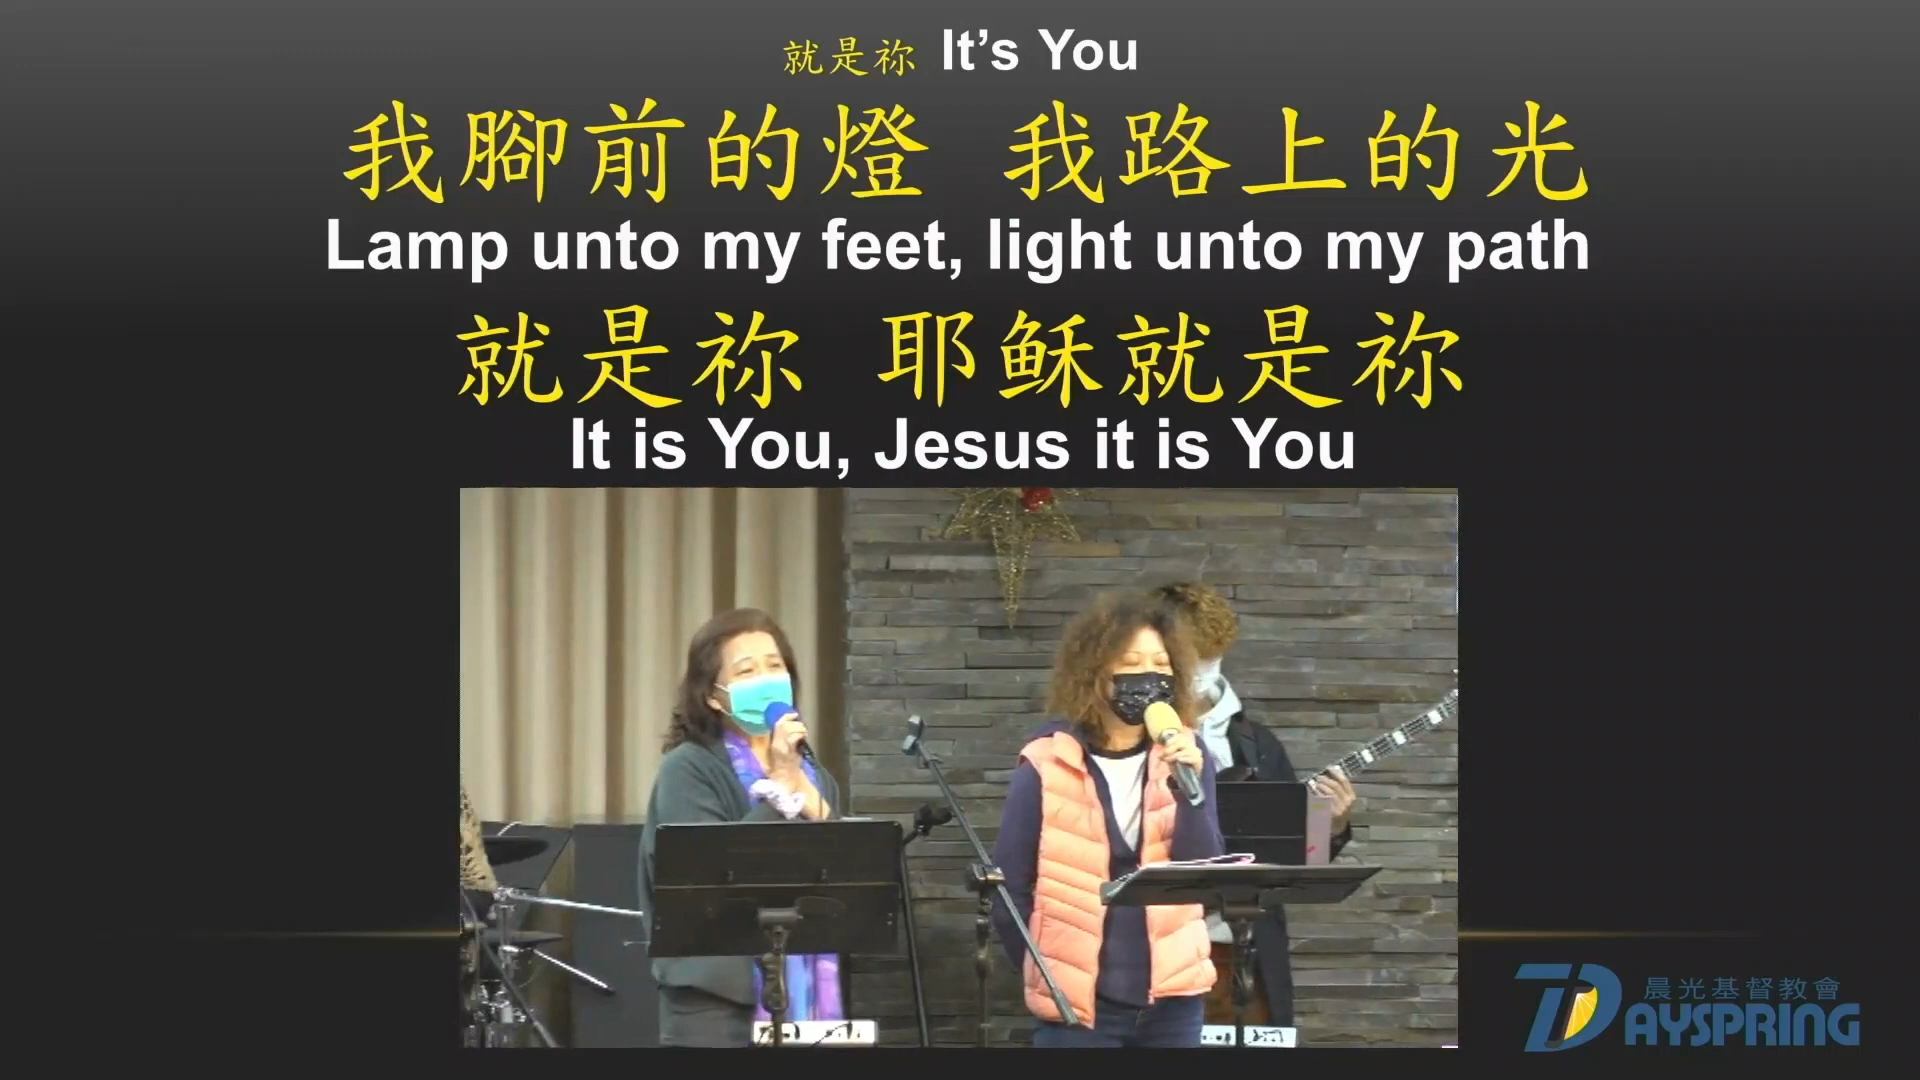 就是祢 It’s You
我腳前的燈 我路上的光
Lamp unto my feet, light unto my path
就是祢 耶穌就是祢
It is You, Jesus it is You
晨光基督教會
DAYSPRING